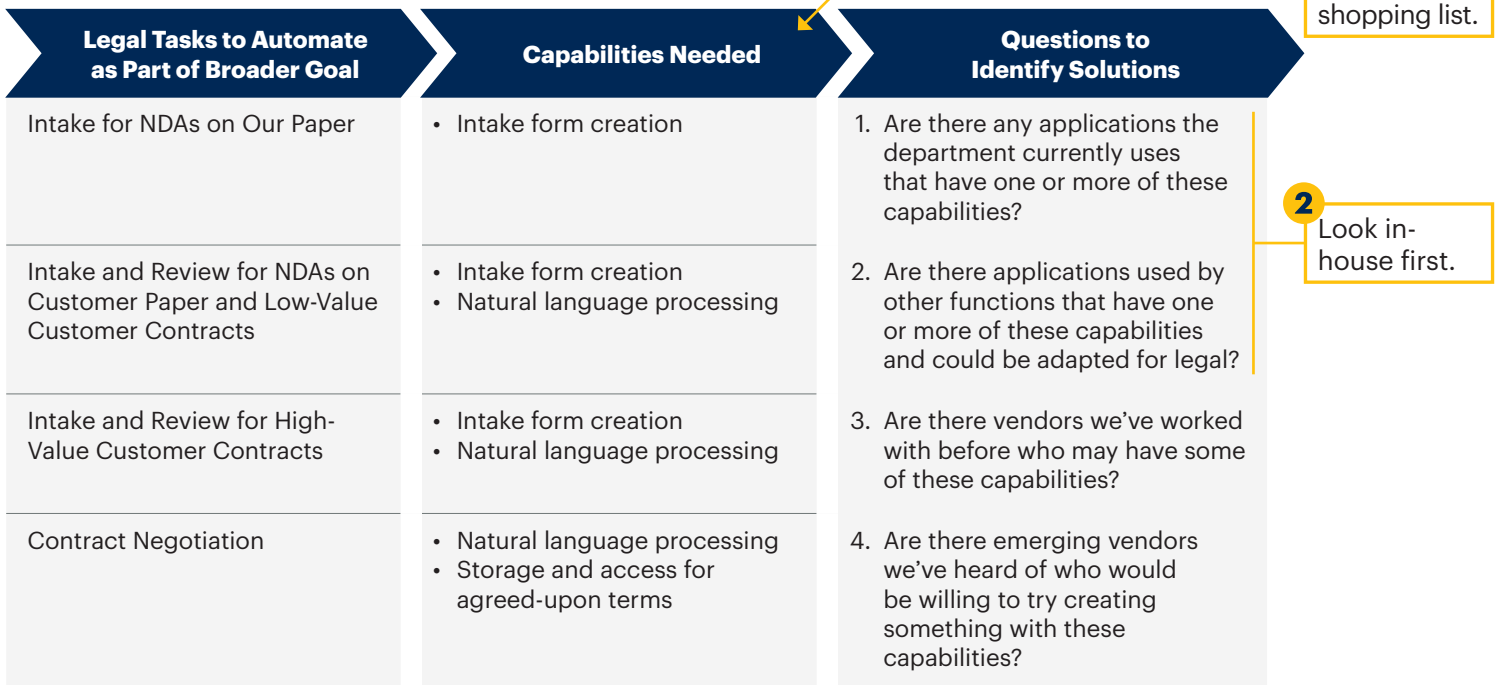 shopping list.
Legal Tasks to Automate
as Part of Broader Goal
Capabilities Needed
Questions to
Identify Solutions
Intake for NDAs on Our Paper
• Intake form creation
1. Are there any applications the
department currently uses
that have one or more of these
capabilities?
2
Look in-
house first.
Intake and Review for NDAs on
Customer Paper and Low-Value
Customer Contracts
• Intake form creation
• Natural language processing
2. Are there applications used by
other functions that have one
or more of these capabilities
and could be adapted for legal?
Intake and Review for High-
Value Customer Contracts
• Intake form creation
• Natural language processing
3. Are there vendors we’ve worked
with before who may have some
of these capabilities?
Contract Negotiation
• Natural language processing
• Storage and access for
agreed-upon terms
4. Are there emerging vendors
we’ve heard of who would
be willing to try creating
something with these
capabilities?